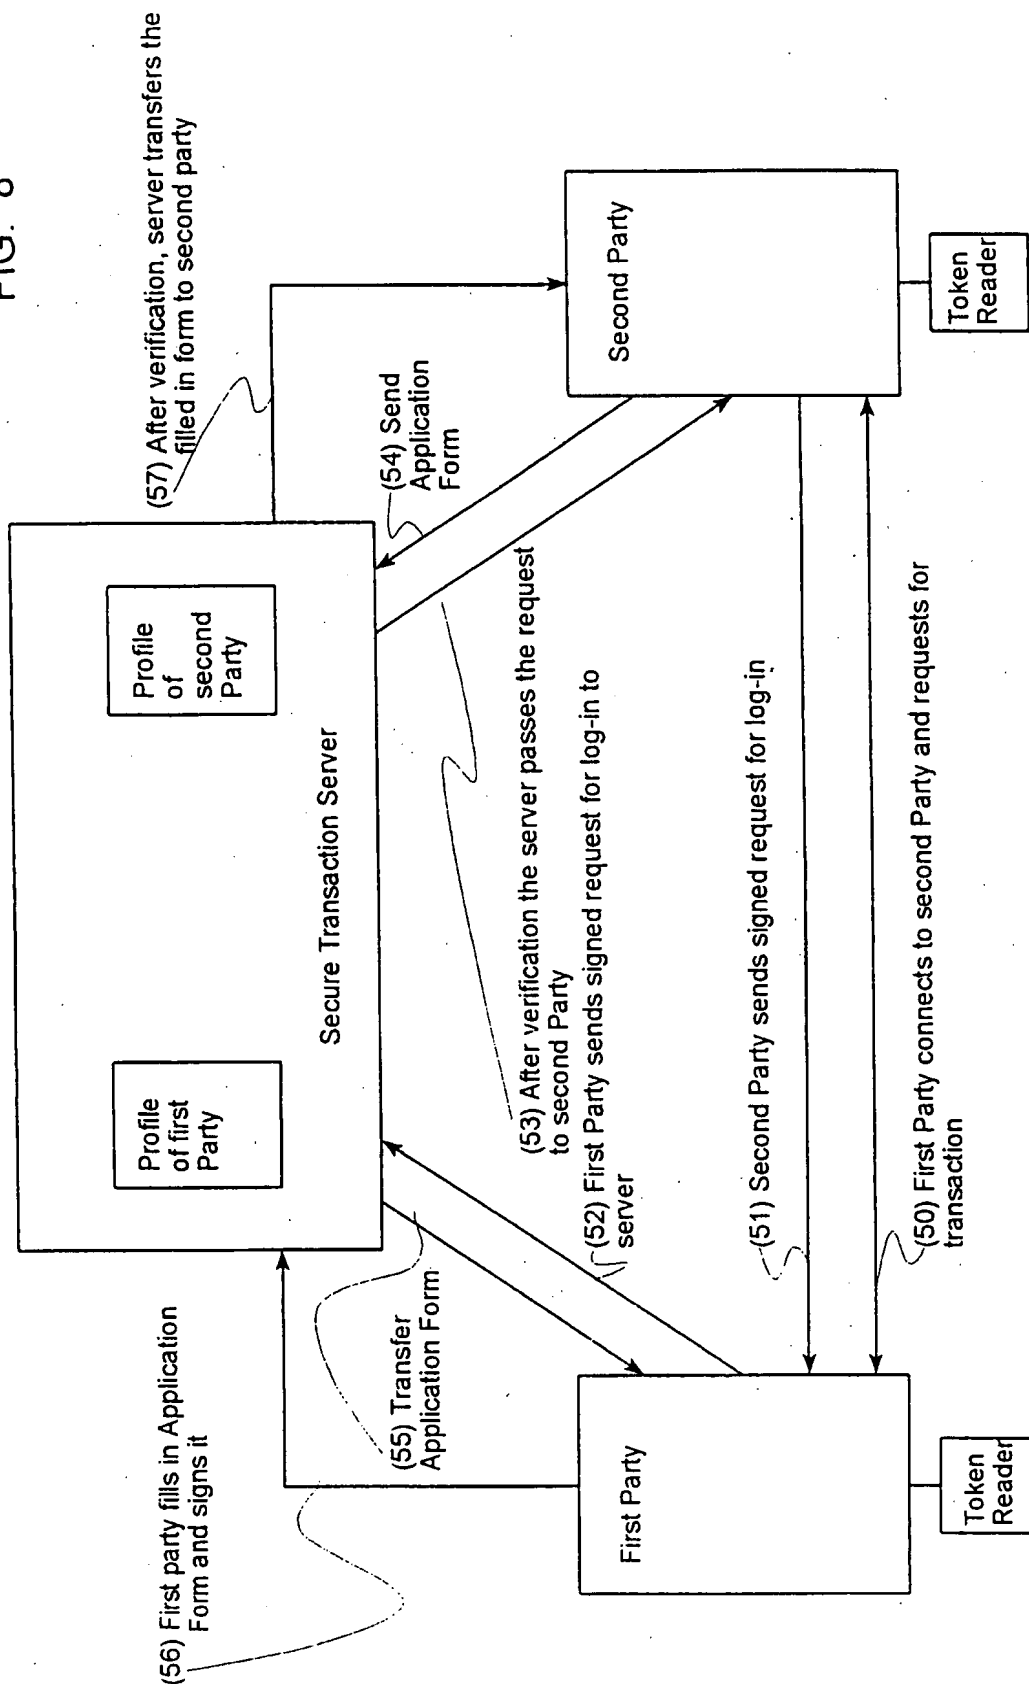 FIG. 8
(57) After verification, server transfers the
filled in form to second party
Profile
of
second
Party
Secure Transaction Server
Profile
of first
Party
(54) Send
Application
Form
(53) After verification the server passes the request
to second Party
(52) First Party sends signed request for log-in to
server
(51) Second Party sends signed request for log-in
(50) First Party connects to second Party and requests for
transaction
(55) Transfer
Application Form
(56) First party fills in Application
Form and signs it
Second Party
Token
Reader
First Party
Token
Reader